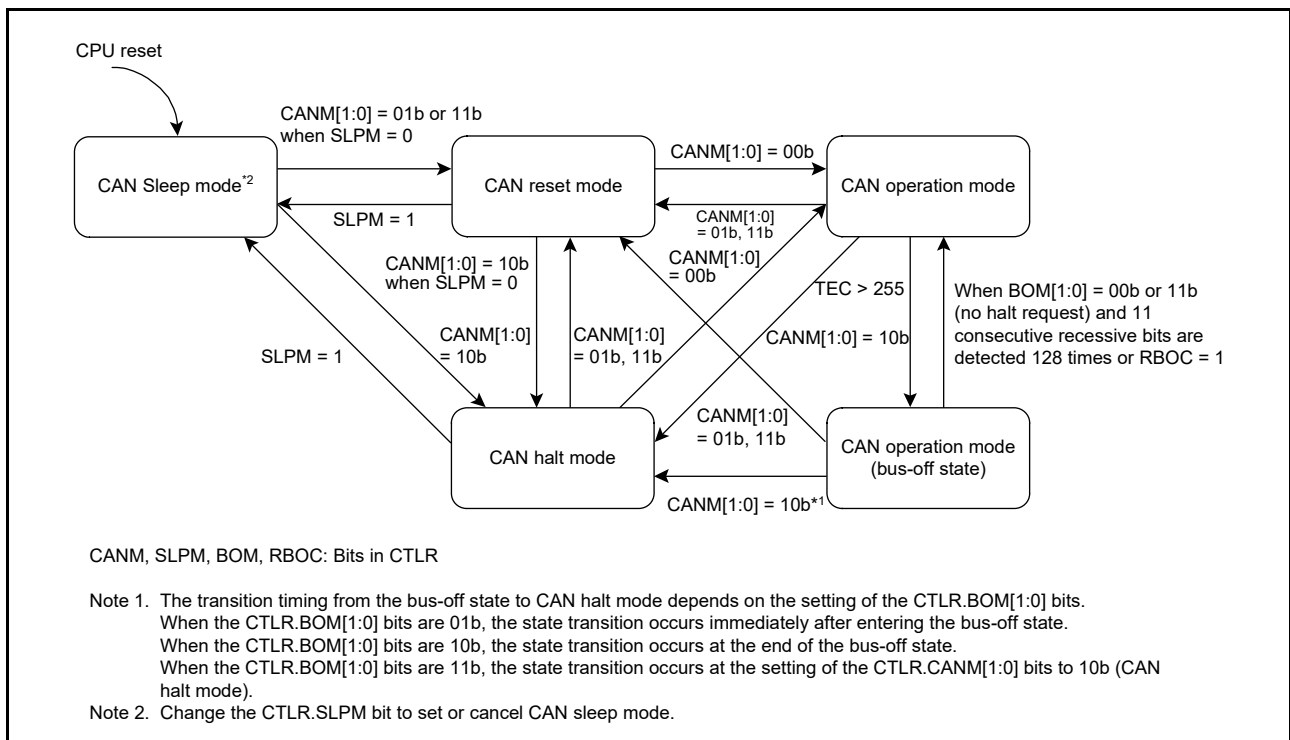 CPU reset
CANM[1:0] = 01b or 11b
when SLPM = 0
CANM[1:0] = 00b
CAN Sleep mode*2
CAN reset mode
CAN operation mode
SLPM = 1
CANM[1:0]
= 01b, 11b
CANM[1:0] = 10b
when SLPM = 0
CANM[1:0]
= 00b
TEC > 255
When BOM[1:0] = 00b or 11b
(no halt request) and 11
consecutive recessive bits are
detected 128 times or RBOC = 1
SLPM = 1
CANM[1:0]
= 10b
CANM[1:0]
= 01b, 11b
CANM[1:0] = 10b
CANM[1:0]
= 01b, 11b
CAN halt mode
CAN operation mode
(bus-off state)
CANM[1:0] = 10b*1
CANM, SLPM, BOM, RBOC: Bits in CTLR
Note 1. The transition timing from the bus-off state to CAN halt mode depends on the setting of the CTLR.BOM[1:0] bits.
When the CTLR.BOM[1:0] bits are 01b, the state transition occurs immediately after entering the bus-off state.
When the CTLR.BOM[1:0] bits are 10b, the state transition occurs at the end of the bus-off state.
When the CTLR.BOM[1:0] bits are 11b, the state transition occurs at the setting of the CTLR.CANM[1:0] bits to 10b (CAN
halt mode).
Note 2. Change the CTLR.SLPM bit to set or cancel CAN sleep mode.